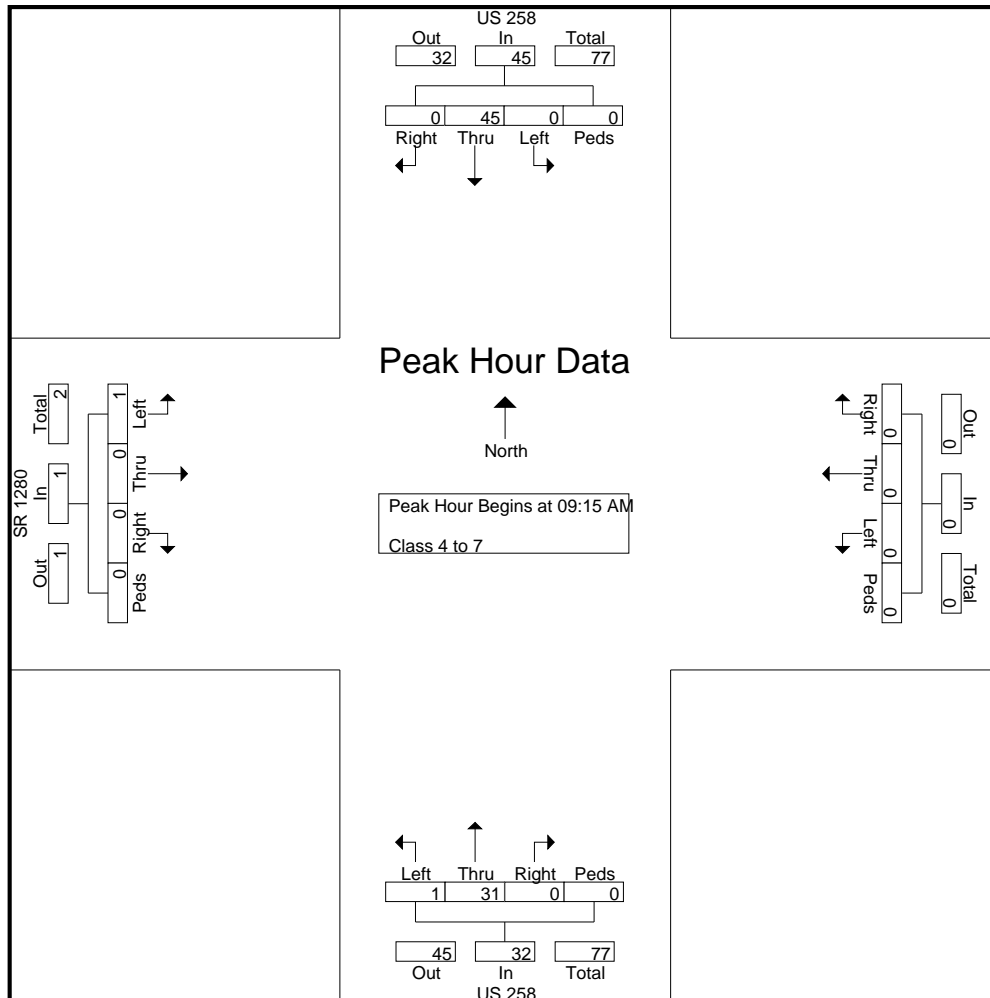 US 258
Out In Total
32 45 77
0 45 0 0
Right Thru Left Peds
Peak Hour Data
North
Peak Hour Begins at 09:15 AM
Class 4 to 7
SR 1280
Total In Out
2 1 1
1 0 0 0
Left Thru Right Peds
Right Thru Left Peds
0 0 0 0
Out In Total
0 0 0
Left Thru Right Peds
1 31 0 0
45 32 77
Out In Total
US 258